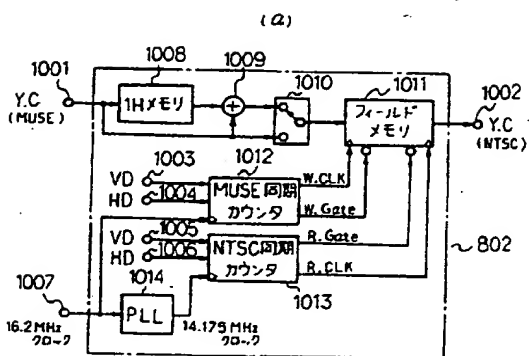 (a)
1008
1009
1010
1011
1001
1002
Y.C
(MUSE)
1Hメモリ
フィールド
メモリ
Y.C
(NTSC)
1003
VD
1004
HD
1012
MUSE同期
カウンタ
W.CLK
W.Gate
1005
VD
1006
HD
NTSC同期
カウンタ
R.Gate
R.CLK
802
1013
1007
1014
PLL
16.2MHz
クロック
14.175MHz
クロック